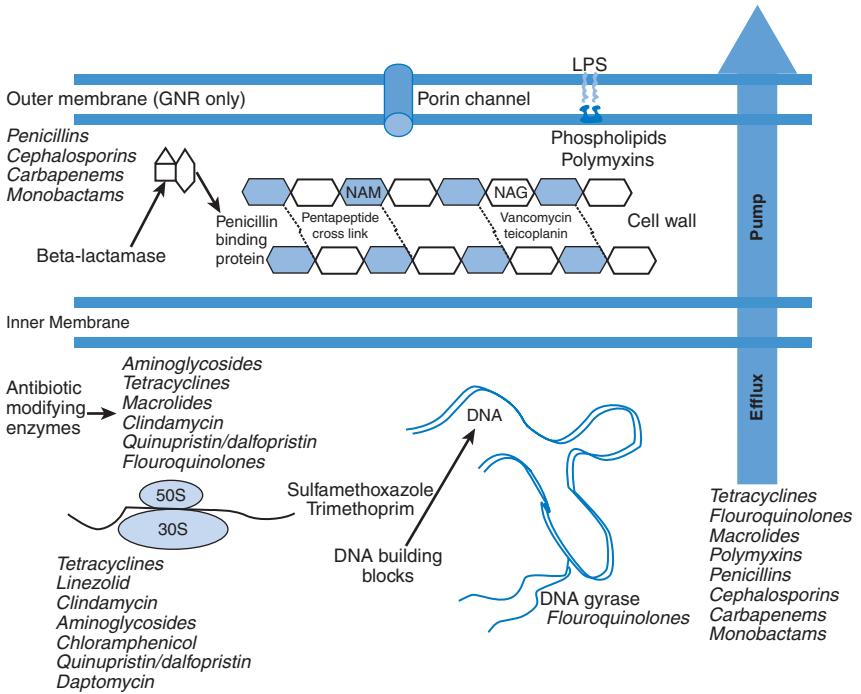 LPS
Outer membrane (GNR only)
Porin channel
Penicillins
Cephalosporins
Carbapenems
Monobactams
Phospholipids
Polymyxins
NAM
NAG
Penicillin
binding
protein
Pentapeptide
cross link
Vancomycin
teicoplanin
Cell wall
Beta-lactamase
Pump
Inner Membrane
Efflux
Antibiotic
modifying
enzymes
Aminoglycosides
Tetracyclines
Macrolides
Clindamycin
Quinupristin/dalfopristin
Flouroquinolones
DNA
50S
30S
Sulfamethoxazole
Trimethoprim
DNA building
blocks
Tetracyclines
Linezolid
Clindamycin
Aminoglycosides
Chloramphenicol
Quinupristin/dalfopristin
Daptomycin
DNA gyrase
Flouroquinolones
Tetracyclines
Flouroquinolones
Macrolides
Polymyxins
Penicillins
Cephalosporins
Carbapenems
Monobactams